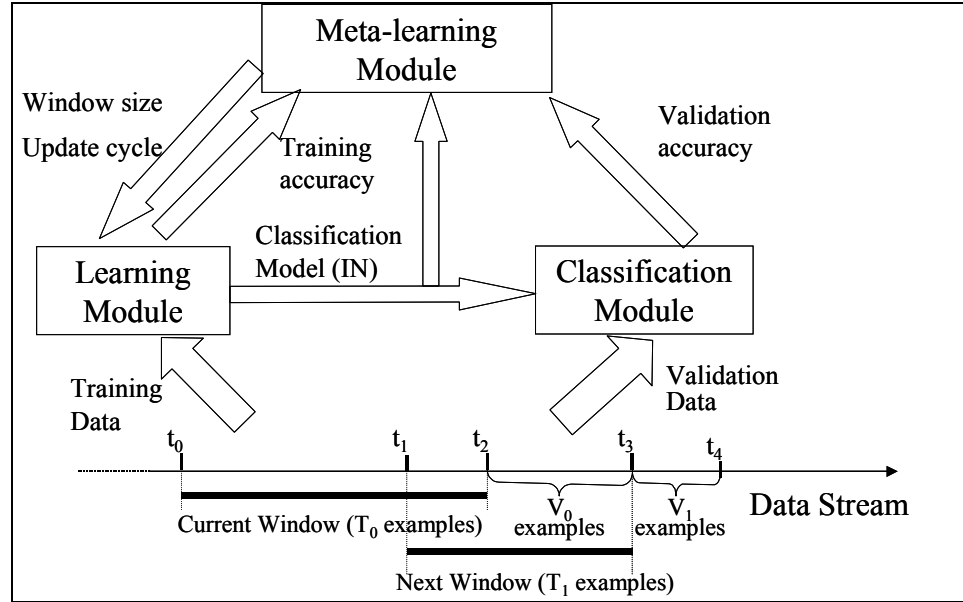 Meta-learning
Module
Window size
Update cycle
Training
accuracy
Validation
accuracy
Classification
Model (IN)
Learning
Module
Classification
Module
Training
Data
Validation
Data
t0
t1
t2
t3
t4
Data Stream
Current Window (T0 examples)
V0
examples
V1
examples
Next Window (T1 examples)